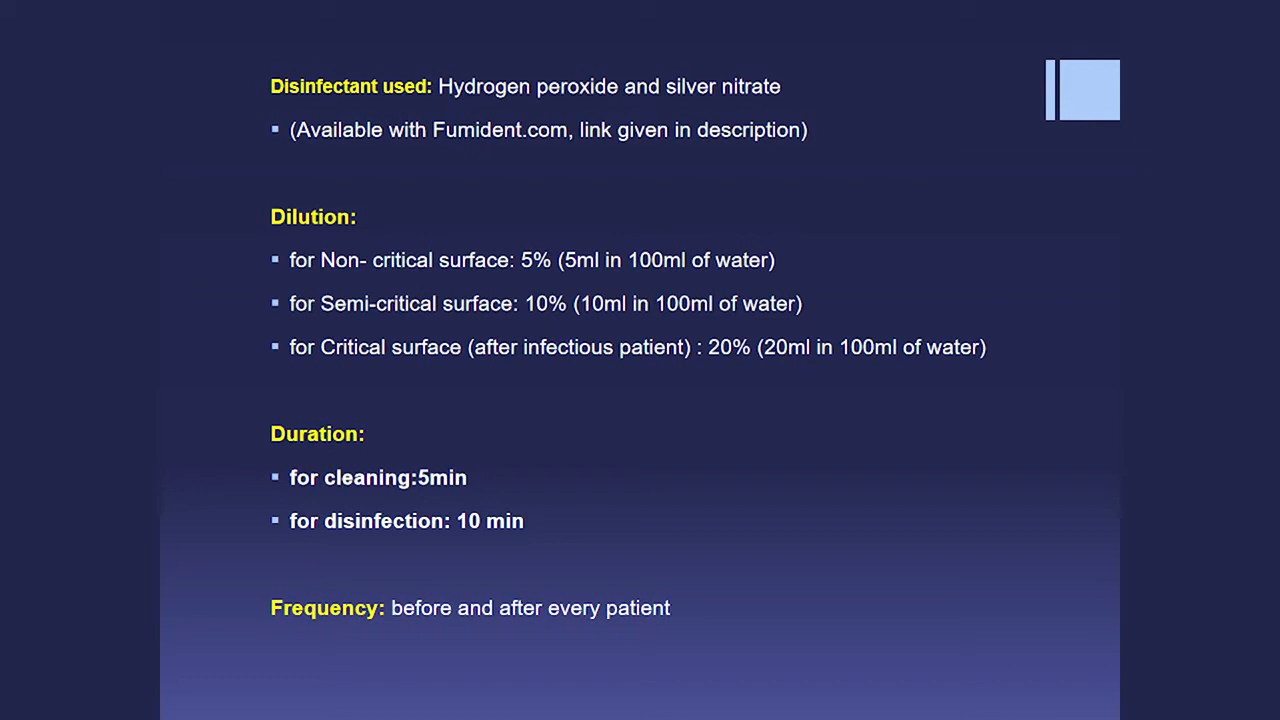 Disinfectant used: Hydrogen peroxide and silver nitrate
▪ (Available with Fumident.com, link given in description)
Dilution:
▪ for Non- critical surface: 5% (5ml in 100ml of water)
▪ for Semi-critical surface: 10% (10ml in 100ml of water)
▪ for Critical surface (after infectious patient) : 20% (20ml in 100ml of water)
Duration:
▪ for cleaning:5min
▪ for disinfection: 10 min
Frequency: before and after every patient